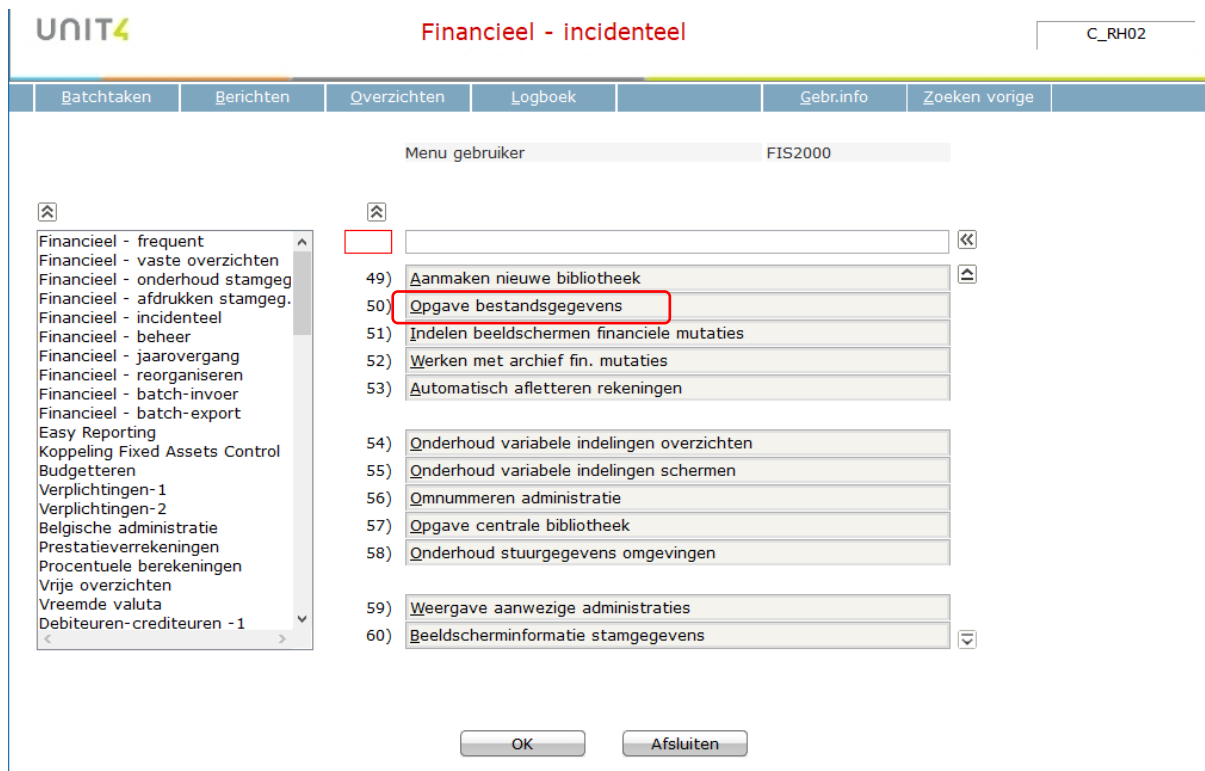 UNIT4
Financieel - incidenteel
C_RH02
Batchtaken Berichten Overzichten Logboek Gebr.info Zoeken vorige
Menu gebruiker FIS2000
Financieel - frequent
Financieel - vaste overzichten
Financieel - onderhoud stamgeg
Financieel - afdrukken stamgeg.
Financieel - incidenteel
Financieel - beheer
Financieel - jaarovergang
Financieel - reorganiseren
Financieel - batch-invoer
Financieel - batch-export
Easy Reporting
Koppeling Fixed Assets Control
Budgetteren
Verplichtingen-1
Verplichtingen-2
Belgische administratie
Prestatieverrekeningen
Procentuele berekeningen
Vrije overzichten
Vreemde valuta
Debiteuren-crediteuren -1
49) Aanmaken nieuwe bibliotheek
50) Opgave bestandsgegevens
51) Indelen beeldschermen financiele mutaties
52) Werken met archief fin. mutaties
53) Automatisch afletteren rekeningen
54) Onderhoud variabele indelingen overzichten
55) Onderhoud variabele indelingen schermen
56) Omnummeren administratie
57) Opgave centrale bibliotheek
58) Onderhoud stuurgegevens omgevingen
59) Weergave aanwezige administraties
60) Beeldscherminformatie stamgegevens
OK Afsluiten